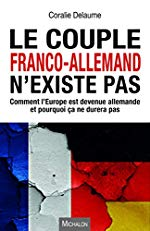 Coralie Delaume
LE COUPLE
FRANCO-ALLEMAND
N'EXISTE PAS
Comment l'Europe est devenue allemande
et pourquoi ça ne durera pas
MICHALON